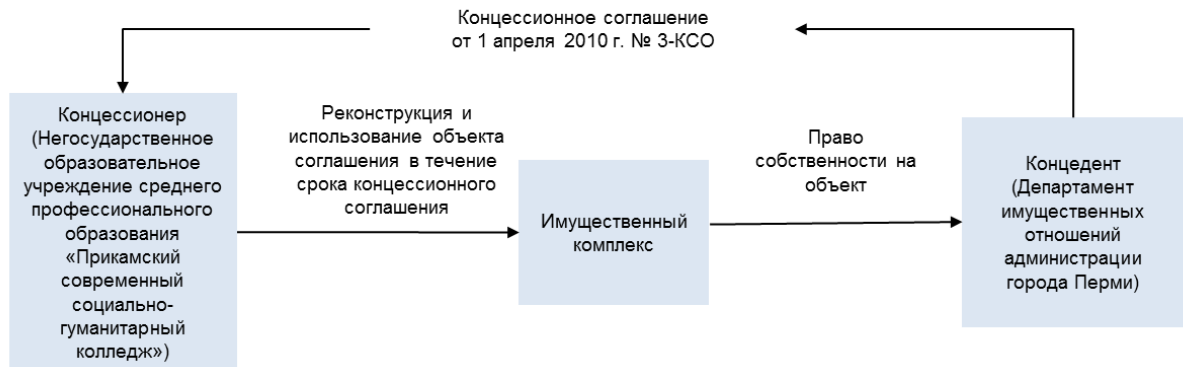 Концессионное соглашение
от 1 апреля 2010 г. № 3-КСО
Концессионер
(Негосударственное
образовательное
учреждение среднего
профессионального
образования
«Прикамский
современный
социально-
гуманитарный
колледж»)
Реконструкция и
использование объекта
соглашения в течение
срока концессионного
соглашения
Имущественный
комплекс
Право
собственности на
объект
Концедент
(Департамент
имущественных
отношений
администрации
города Перми)